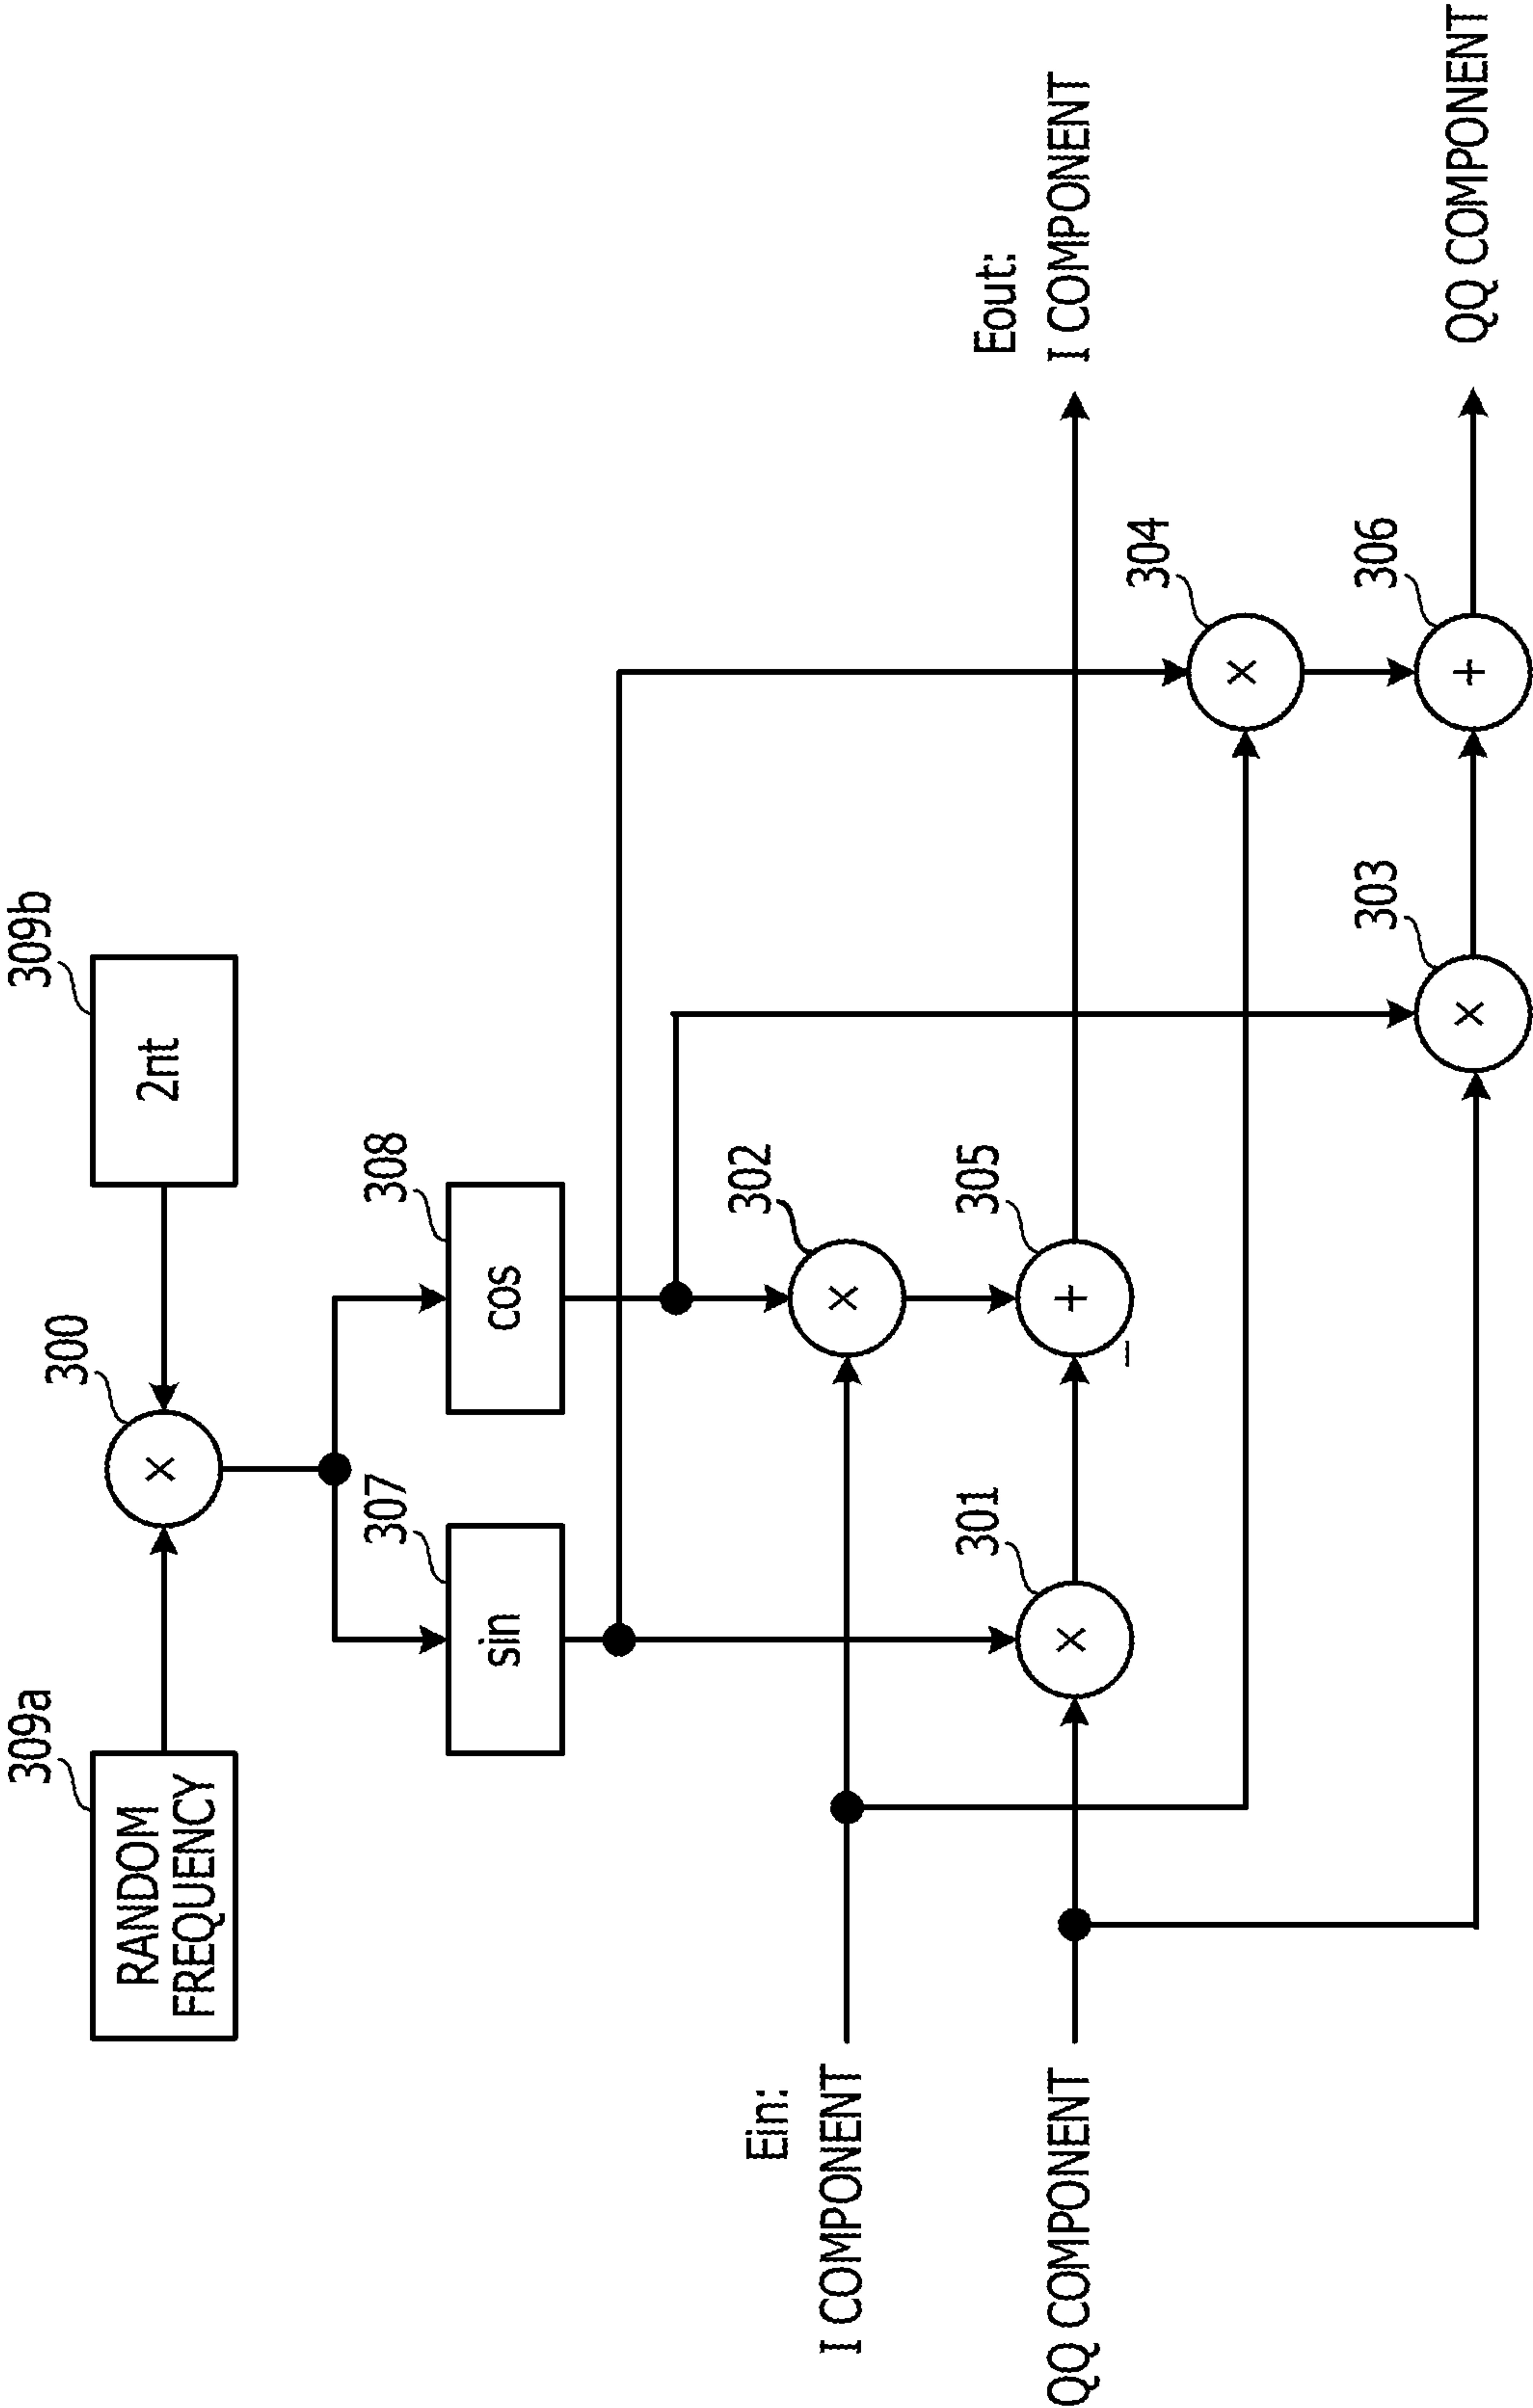 309a
RANDOM
FREQUENCY
300
×
309b
2nt
307
sin
308
cos
302
×
Ein:
I COMPONENT
301
×
305
+
−
Eout:
I COMPONENT
304
×
QQ COMPONENT
303
×
306
+
QQ COMPONENT